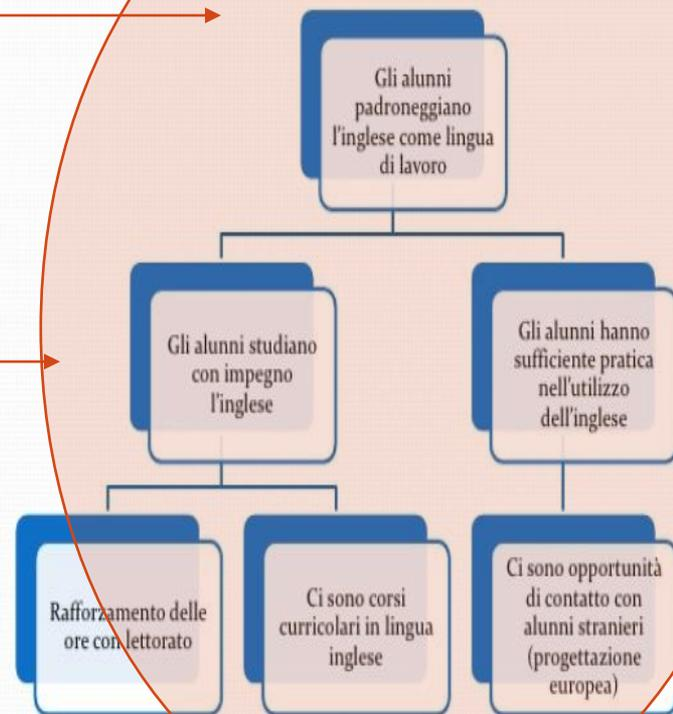 Gli alunni
padroneggiano
l'inglese come lingua
di lavoro
Gli alunni studiano
con impegno
l'inglese
Gli alunni hanno
sufficiente pratica
nell'utilizzo
dell'inglese
Rafforzamento delle
ore con lettorato
Ci sono corsi
curricolari in lingua
inglese
Ci sono opportunità
di contatto con
alunni stranieri
(progettazione
europea)